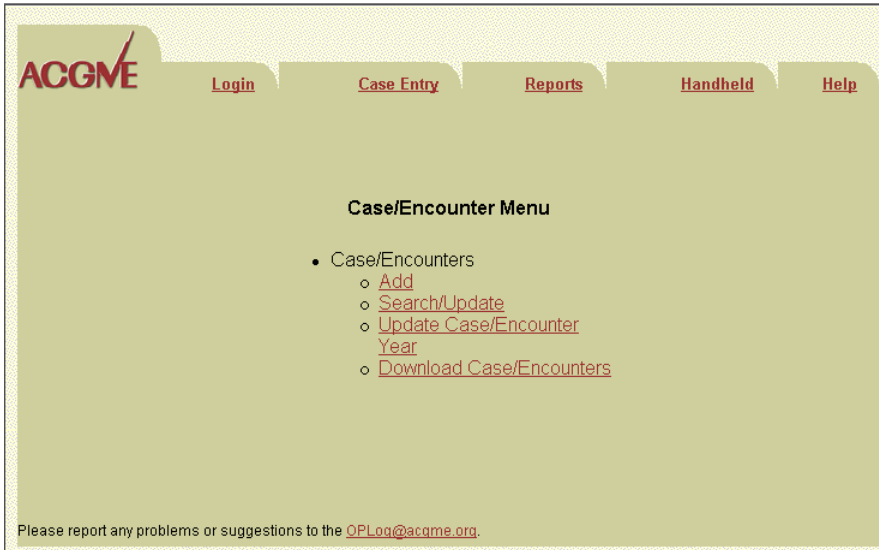 ACGME
Login Case Entry Reports Handheld Help
Case/Encounter Menu
Case/Encounters
Add
Search/Update
Update Case/Encounter
Year
Download Case/Encounters
Please report any problems or suggestions to the OPLog@acgme.org.